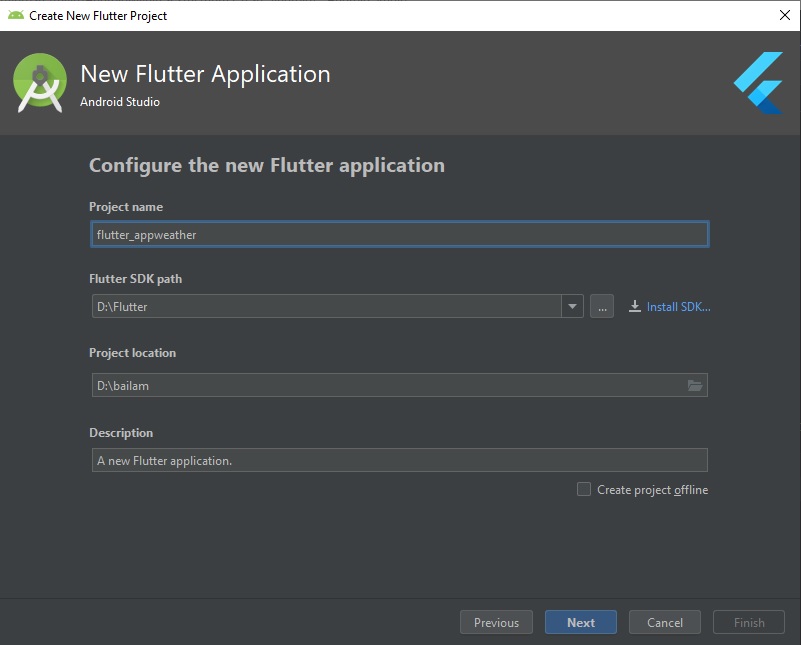 Create New Flutter Project
New Flutter Application
Android Studio
Configure the new Flutter application
Project name
flutter_appweather
Flutter SDK path
D:\Flutter
...
Install SDK...
Project location
D:\bailam
Description
A new Flutter application.
Create project offline
Previous
Next
Cancel
Finish